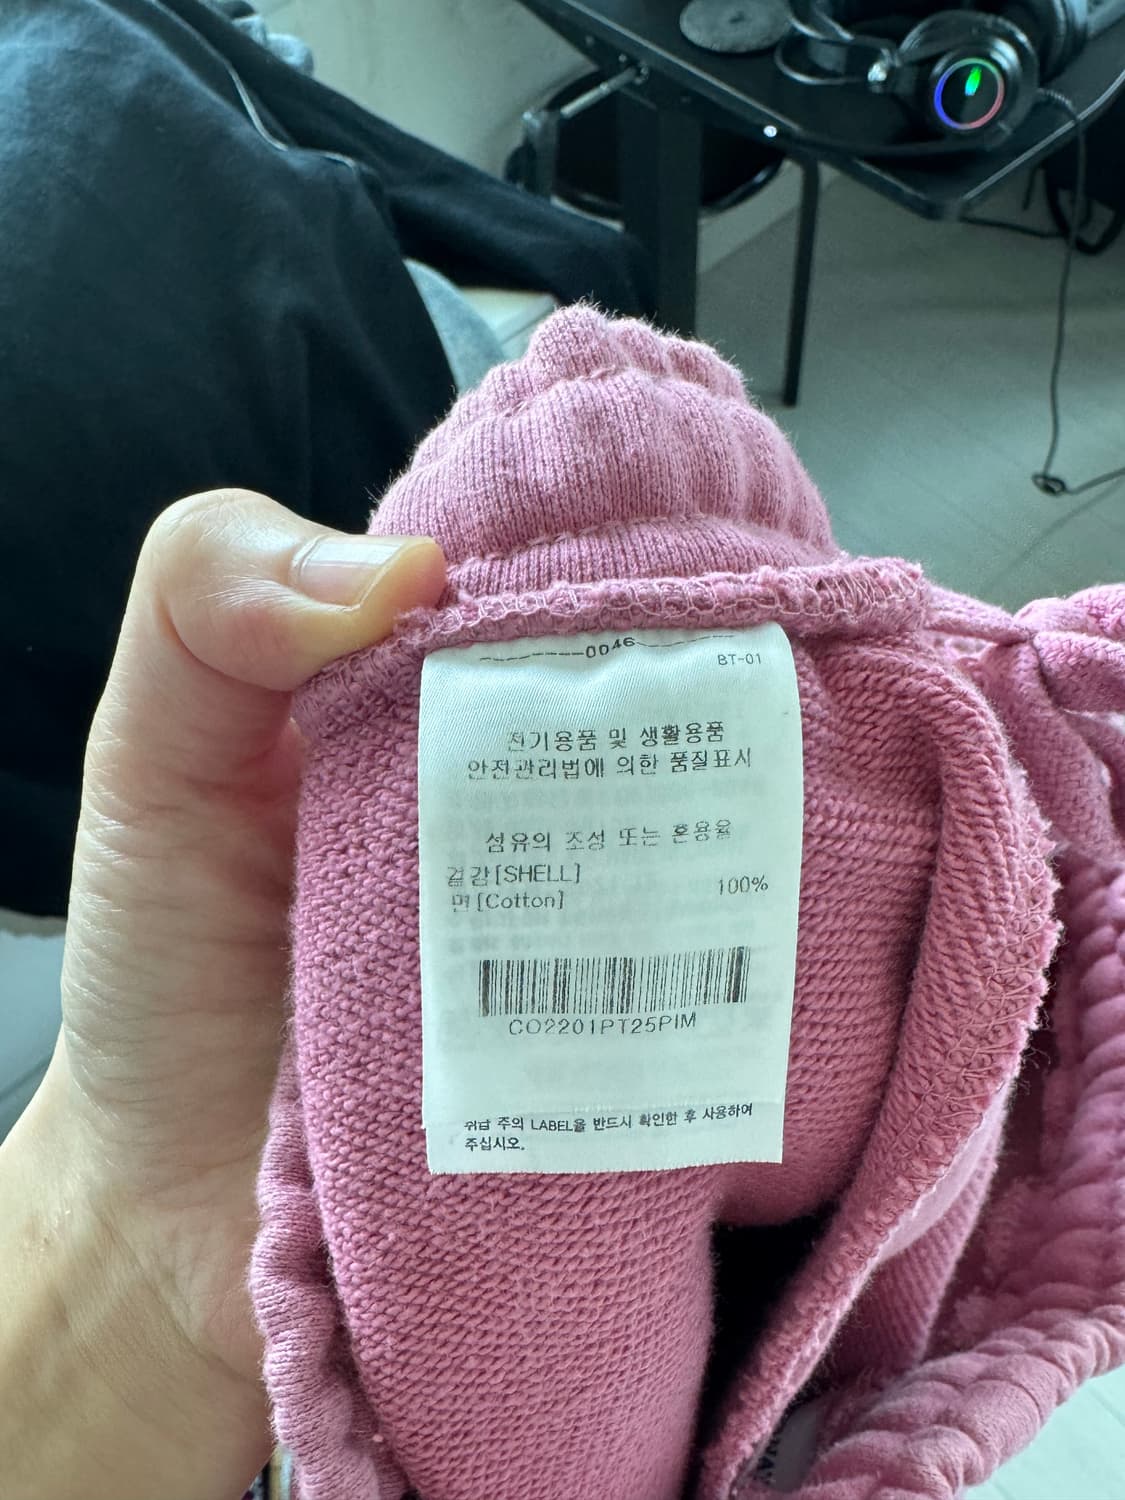 ---------0046---------
BT-01
전기용품 및 생활용품
안전관리법에 의한 품질표시
섬유의 조성 또는 혼용율
겉감[SHELL]
면[Cotton] 100%
CO2201PT25PIM
취급 주의 LABEL을 반드시 확인한 후 사용하여
주십시오.